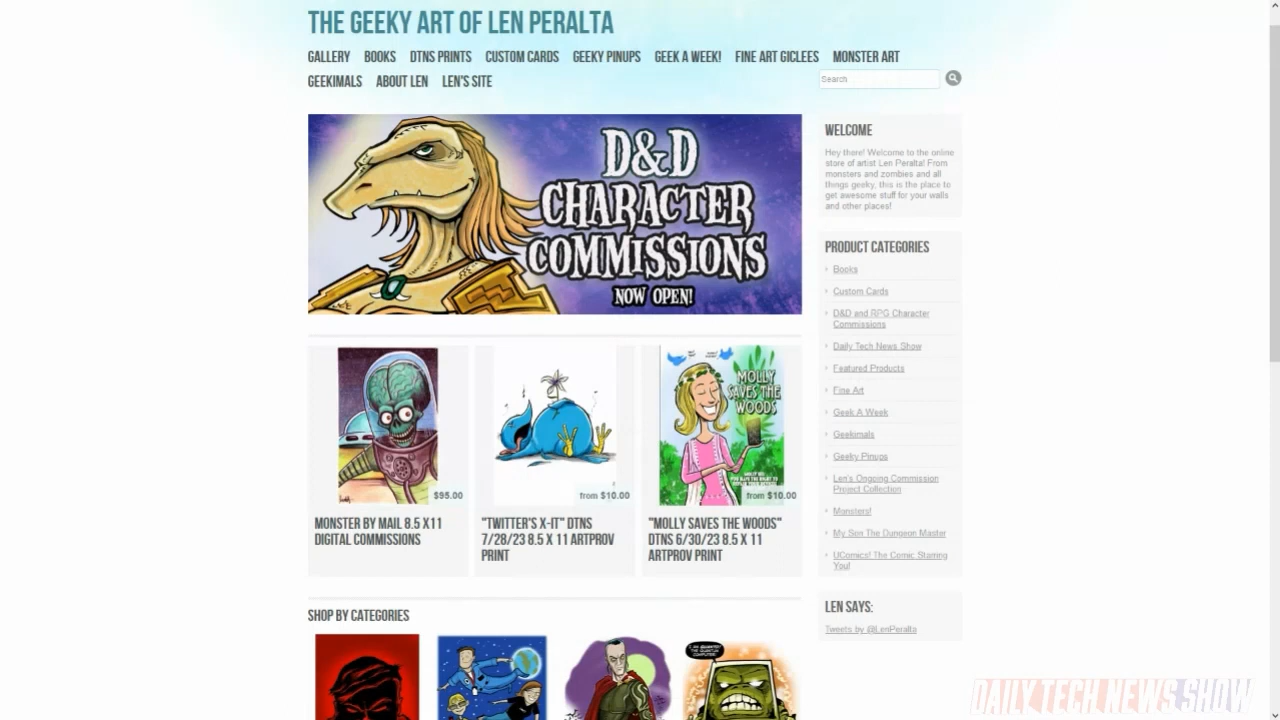 THE GEEKY ART OF LEN PERALTA
GALLERY BOOKS DTNS PRINTS CUSTOM CARDS GEEKY PINUPS GEEK A WEEK! FINE ART GICLEES MONSTER ART
GEEKIMALS ABOUT LEN LEN'S SITE
Search
D&D
CHARACTER
COMMISSIONS
NOW OPEN!
WELCOME
Hey there! Welcome to the online
store of artist Len Peralta! From
monsters and zombies and all
things geeky, this is the place to
get awesome stuff for your walls
and other places!
PRODUCT CATEGORIES
Books
Custom Cards
D&D and RPG Character
Commissions
Daily Tech News Show
Featured Products
Fine Art
Geek A Week
Geekimals
Geeky Pinups
Len's Ongoing Commission
Project Collection
Monsters!
My Son The Dungeon Master
UComics! The Comic Starring
You!
LEN SAYS:
Tweets by @LenPeralta
$95.00
MONSTER BY MAIL 8.5 X11
DIGITAL COMMISSIONS
from $10.00
"TWITTER'S X-IT" DTNS
7/28/23 8.5 X 11 ARTPROV
PRINT
MOLLY
SAVES THE
WOODS
from $10.00
"MOLLY SAVES THE WOODS"
DTNS 6/30/23 8.5 X 11
ARTPROV PRINT
SHOP BY CATEGORIES
DAILY TECH NEWS SHOW